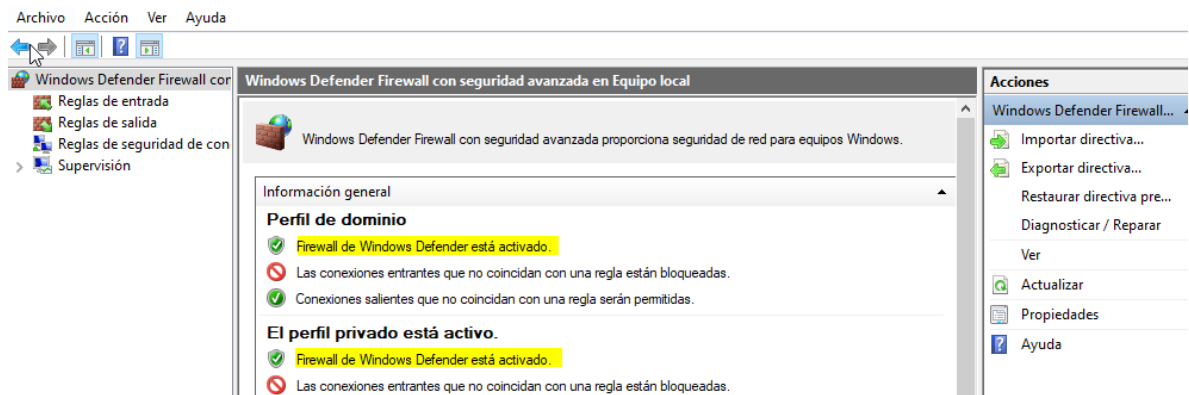 Archivo Acción Ver Ayuda
Windows Defender Firewall con
Reglas de entrada
Reglas de salida
Reglas de seguridad de con
Supervisión
Windows Defender Firewall con seguridad avanzada en Equipo local
Windows Defender Firewall con seguridad avanzada proporciona seguridad de red para equipos Windows.
Información general
Perfil de dominio
Firewall de Windows Defender está activado.
Las conexiones entrantes que no coincidan con una regla están bloqueadas.
Conexiones salientes que no coincidan con una regla serán permitidas.
El perfil privado está activo.
Firewall de Windows Defender está activado.
Las conexiones entrantes que no coincidan con una regla están bloqueadas.
Acciones
Windows Defender Firewall...
Importar directiva...
Exportar directiva...
Restaurar directiva pre...
Diagnosticar / Reparar
Ver
Actualizar
Propiedades
Ayuda